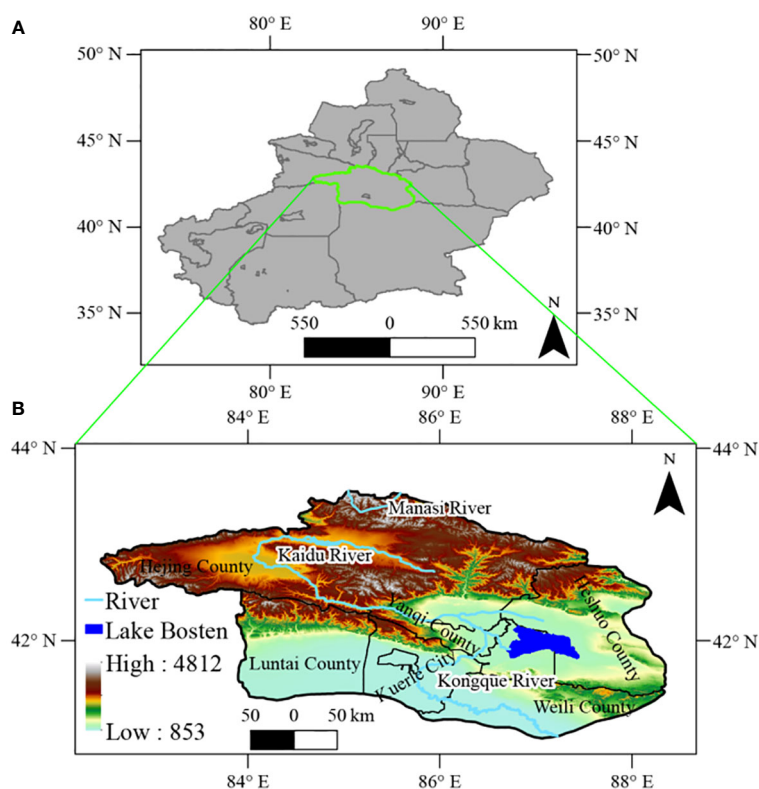 A
80° E
90° E
50° N
50° N
45° N
45° N
40° N
40° N
35° N
35° N
N
550
0
550 km
80° E
90° E
B
84° E
86° E
88° E
44° N
44° N
N
Manasi River
Kaidu River
Hejing County
River
Yanqi County
Heshuo County
Lake Bosten
42° N
42° N
High : 4812
Luntai County
Kuerle City
Kongque River
Weili County
Low : 853
50
0
50 km
84° E
86° E
88° E